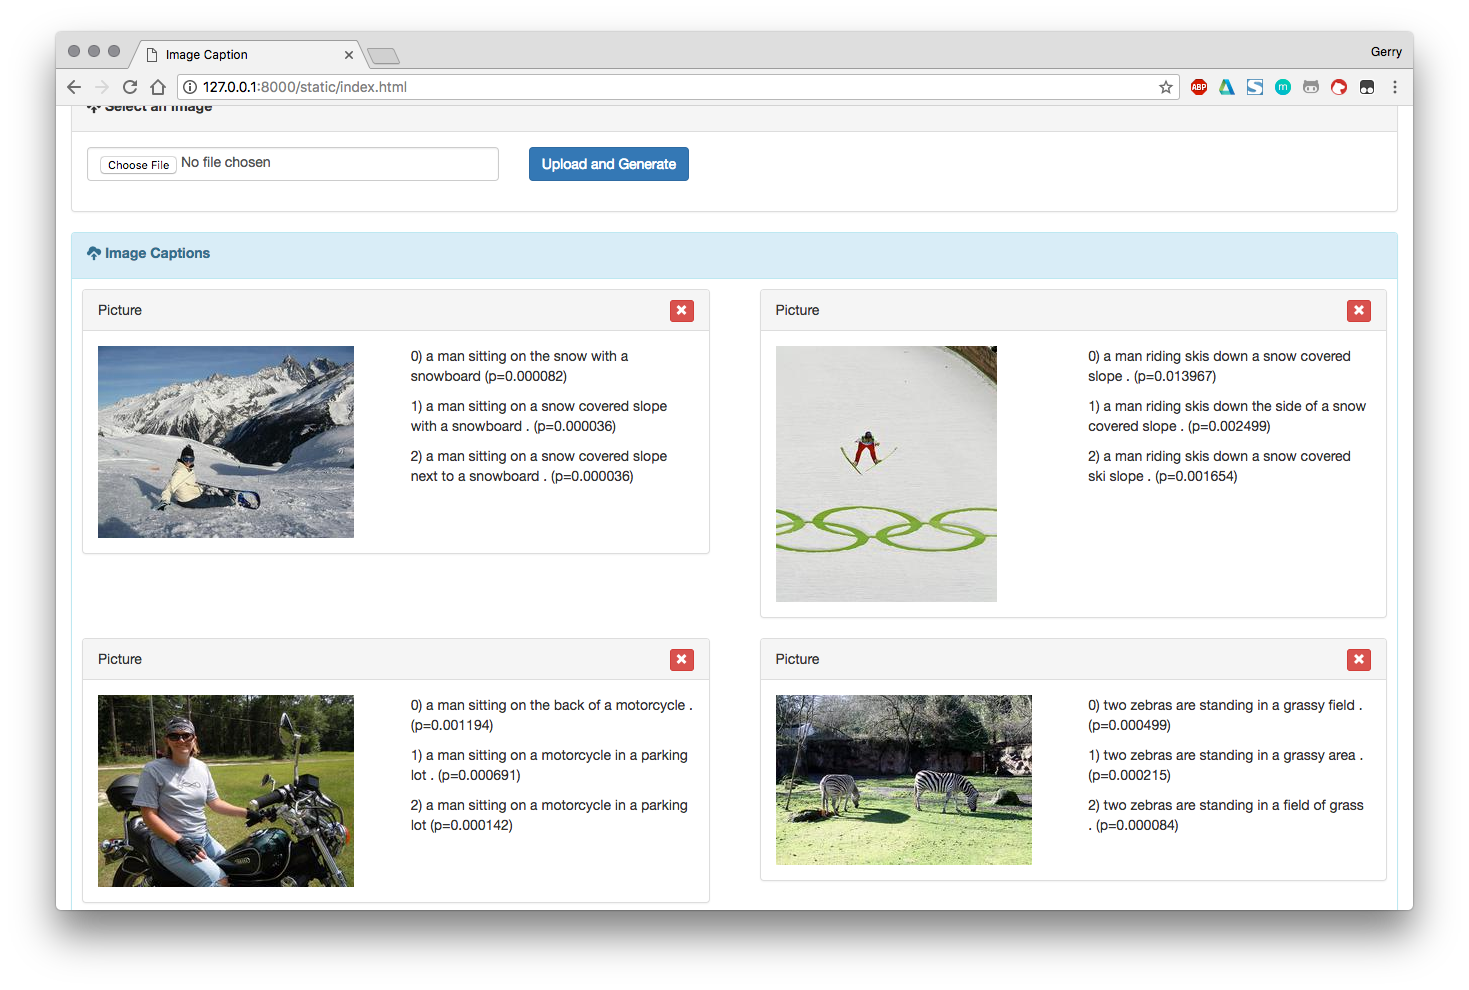 Image Caption
Gerry
127.0.0.1:8000/static/index.html
ABP
S
m
Select an Image
Choose File No file chosen
Upload and Generate
Image Captions
Picture
0) a man sitting on the snow with a
snowboard (p=0.000082)
1) a man sitting on a snow covered slope
with a snowboard . (p=0.000036)
2) a man sitting on a snow covered slope
next to a snowboard . (p=0.000036)
Picture
0) a man riding skis down a snow covered
slope . (p=0.013967)
1) a man riding skis down the side of a snow
covered slope . (p=0.002499)
2) a man riding skis down a snow covered
ski slope . (p=0.001654)
Picture
0) a man sitting on the back of a motorcycle .
(p=0.001194)
1) a man sitting on a motorcycle in a parking
lot . (p=0.000691)
2) a man sitting on a motorcycle in a parking
lot (p=0.000142)
Picture
0) two zebras are standing in a grassy field .
(p=0.000499)
1) two zebras are standing in a grassy area .
(p=0.000215)
2) two zebras are standing in a field of grass
. (p=0.000084)